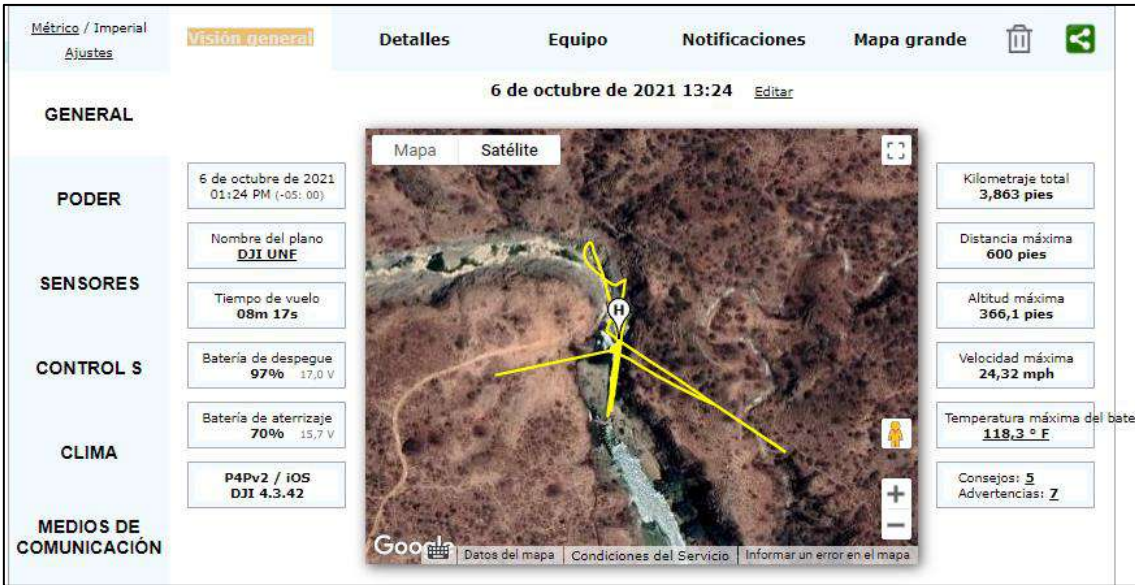 Métrico / Imperial
Ajustes
Visión general
Detalles
Equipo
Notificaciones
Mapa grande
6 de octubre de 2021 13:24 Editar
GENERAL
PODER
SENSORES
CONTROL S
CLIMA
MEDIOS DE
COMUNICACIÓN
6 de octubre de 2021
01:24 PM (-05: 00)
Nombre del plano
DJI UNF
Tiempo de vuelo
08m 17s
Batería de despegue
97% 17,0 V
Batería de aterrizaje
70% 15,7 V
P4Pv2 / iOS
DJI 4.3.42
Mapa
Satélite
H
Google
Datos del mapa
Condiciones del Servicio
Informar un error en el mapa
Kilometraje total
3,863 pies
Distancia máxima
600 pies
Altitud máxima
366,1 pies
Velocidad máxima
24,32 mph
Temperatura máxima del bate
118,3 ° F
Consejos: 5
Advertencias: 7